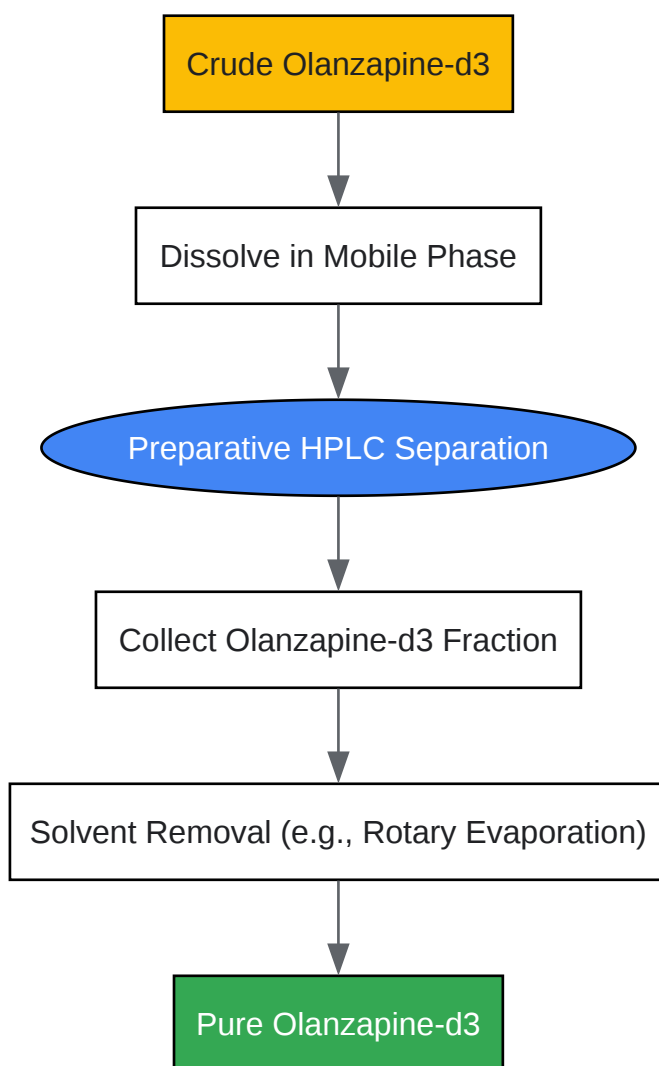 Crude Olanzapine-d3
Dissolve in Mobile Phase
Preparative HPLC Separation
Collect Olanzapine-d3 Fraction
Solvent Removal (e.g., Rotary Evaporation)
Pure Olanzapine-d3